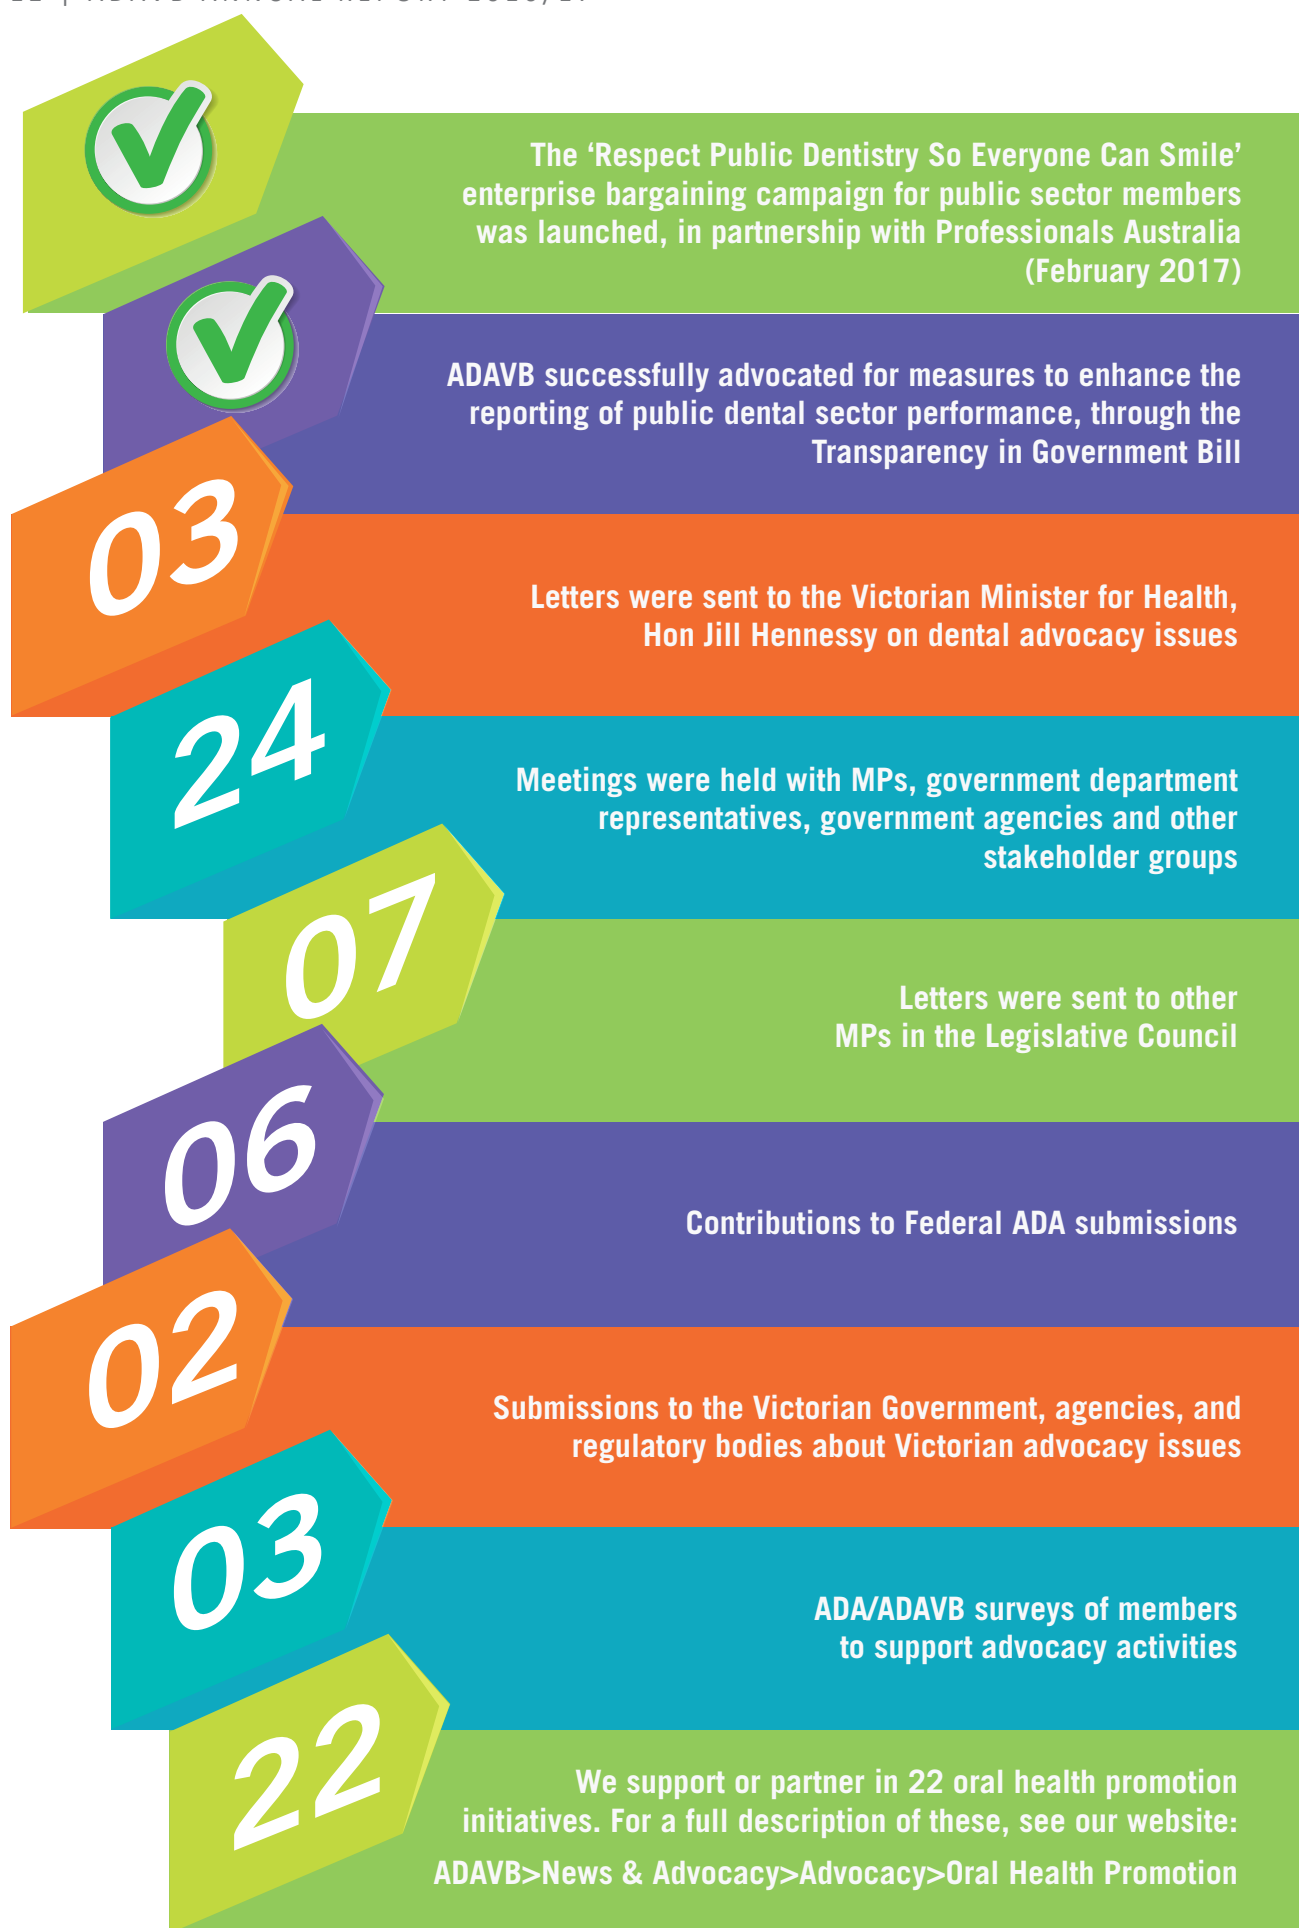 ADAVB ANNUAL REPORT
The ‘Respect Public Dentistry So Everyone Can Smile’
enterprise bargaining campaign for public sector members
was launched, in partnership with Professionals Australia
(February 2017)
ADAVB successfully advocated for measures to enhance the
reporting of public dental sector performance, through the
Transparency in Government Bill
03
Letters were sent to the Victorian Minister for Health,
Hon Jill Hennessy on dental advocacy issues
24
Meetings were held with MPs, government department
representatives, government agencies and other
stakeholder groups
07
Letters were sent to other
MPs in the Legislative Council
06
Contributions to Federal ADA submissions
02
Submissions to the Victorian Government, agencies, and
regulatory bodies about Victorian advocacy issues
03
ADA/ADAVB surveys of members
to support advocacy activities
22
We support or partner in 22 oral health promotion
initiatives. For a full description of these, see our website:
ADAVB>News & Advocacy>Advocacy>Oral Health Promotion